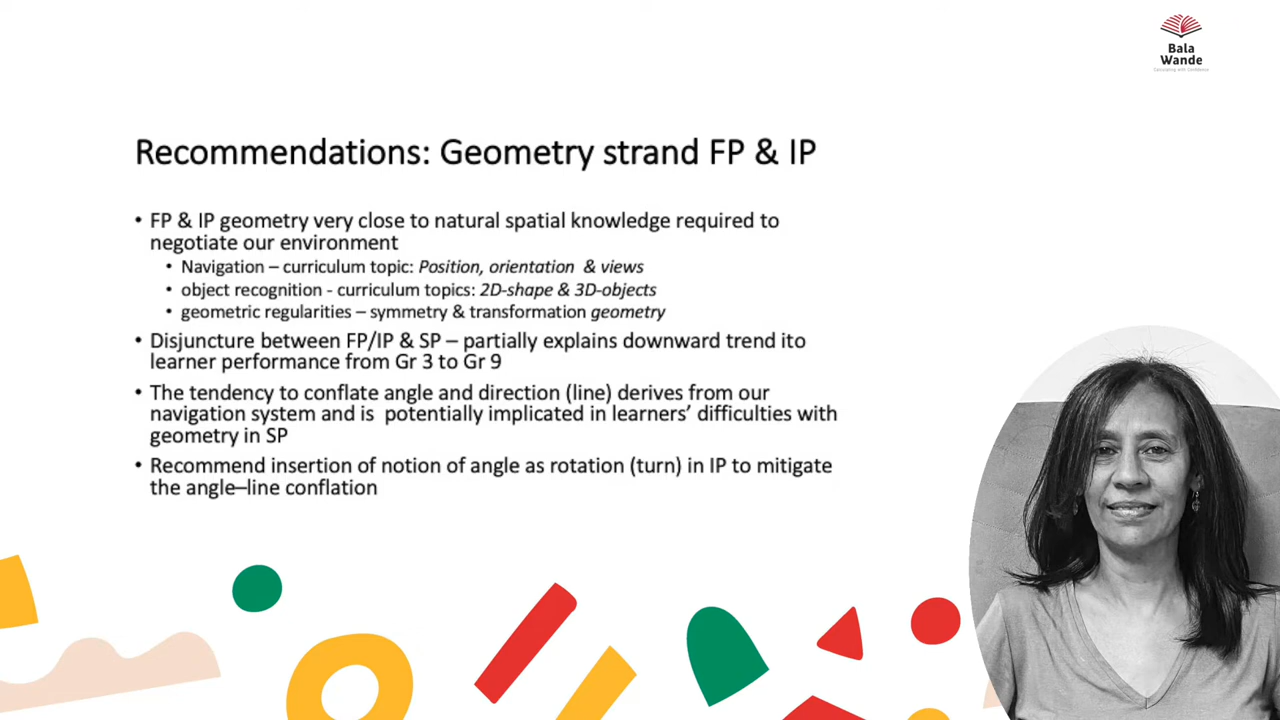 Bala
Wande
Calculating with Confidence
Recommendations: Geometry strand FP & IP
• FP & IP geometry very close to natural spatial knowledge required to
negotiate our environment
• Navigation – curriculum topic: Position, orientation & views
• object recognition - curriculum topics: 2D-shape & 3D-objects
• geometric regularities – symmetry & transformation geometry
• Disjuncture between FP/IP & SP – partially explains downward trend ito
learner performance from Gr 3 to Gr 9
• The tendency to conflate angle and direction (line) derives from our
navigation system and is potentially implicated in learners’ difficulties with
geometry in SP
• Recommend insertion of notion of angle as rotation (turn) in IP to mitigate
the angle–line conflation